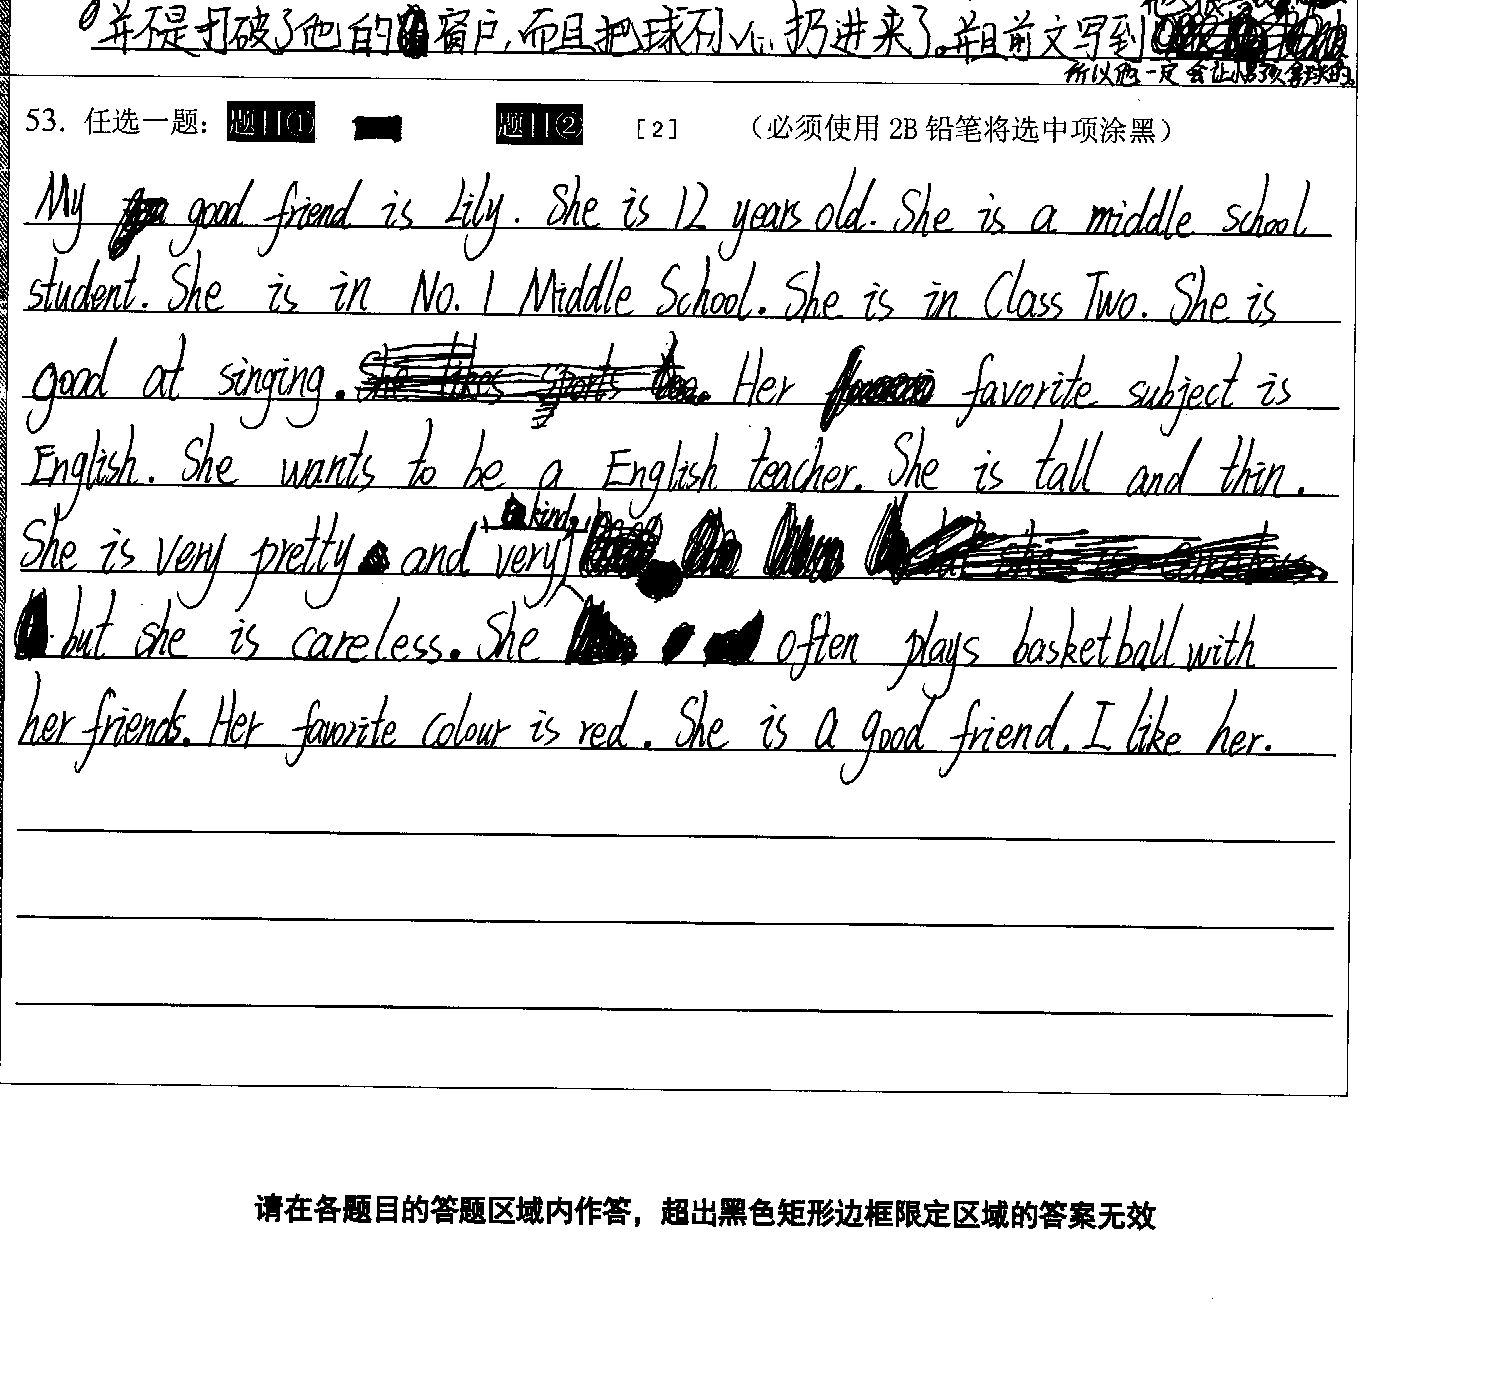 并不是打破了他的窗户,而且把球不小心扔进来了。并且前文写到
所以他一定会让小男孩拿球的。
53. 任选一题: 题目① 题目② [2] (必须使用 2B 铅笔将选中项涂黑)
My good friend is Lily. She is 12 years old. She is a middle school
student. She is in No. 1 Middle School. She is in Class Two. She is
good at singing. Her favorite subject is
English. She wants to be a English teacher. She is tall and thin.
She is very pretty and very kind,
but she is careless. She often plays basketball with
her friends. Her favorite colour is red. She is a good friend. I like her.
请在各题目的答题区域内作答，超出黑色矩形边框限定区域的答案无效